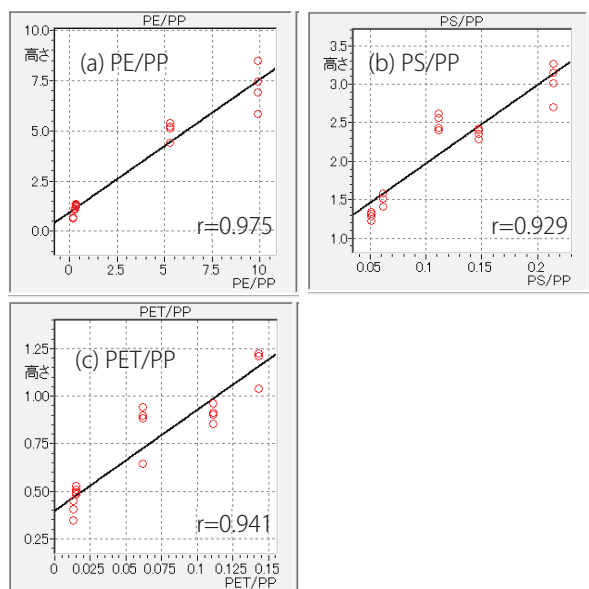 PE/PP
10.0
高さ
7.5
5.0
2.5
0.0
(a) PE/PP
r=0.975
0
2.5
5
7.5
10
PE/PP
PS/PP
3.5
高さ
3.0
2.5
2.0
1.5
1.0
(b) PS/PP
r=0.929
0.05
0.1
0.15
0.2
PS/PP
PET/PP
1.25
高さ
1.00
0.75
0.50
0.25
(c) PET/PP
r=0.941
0
0.025
0.05
0.075
0.1
0.125
0.15
PET/PP